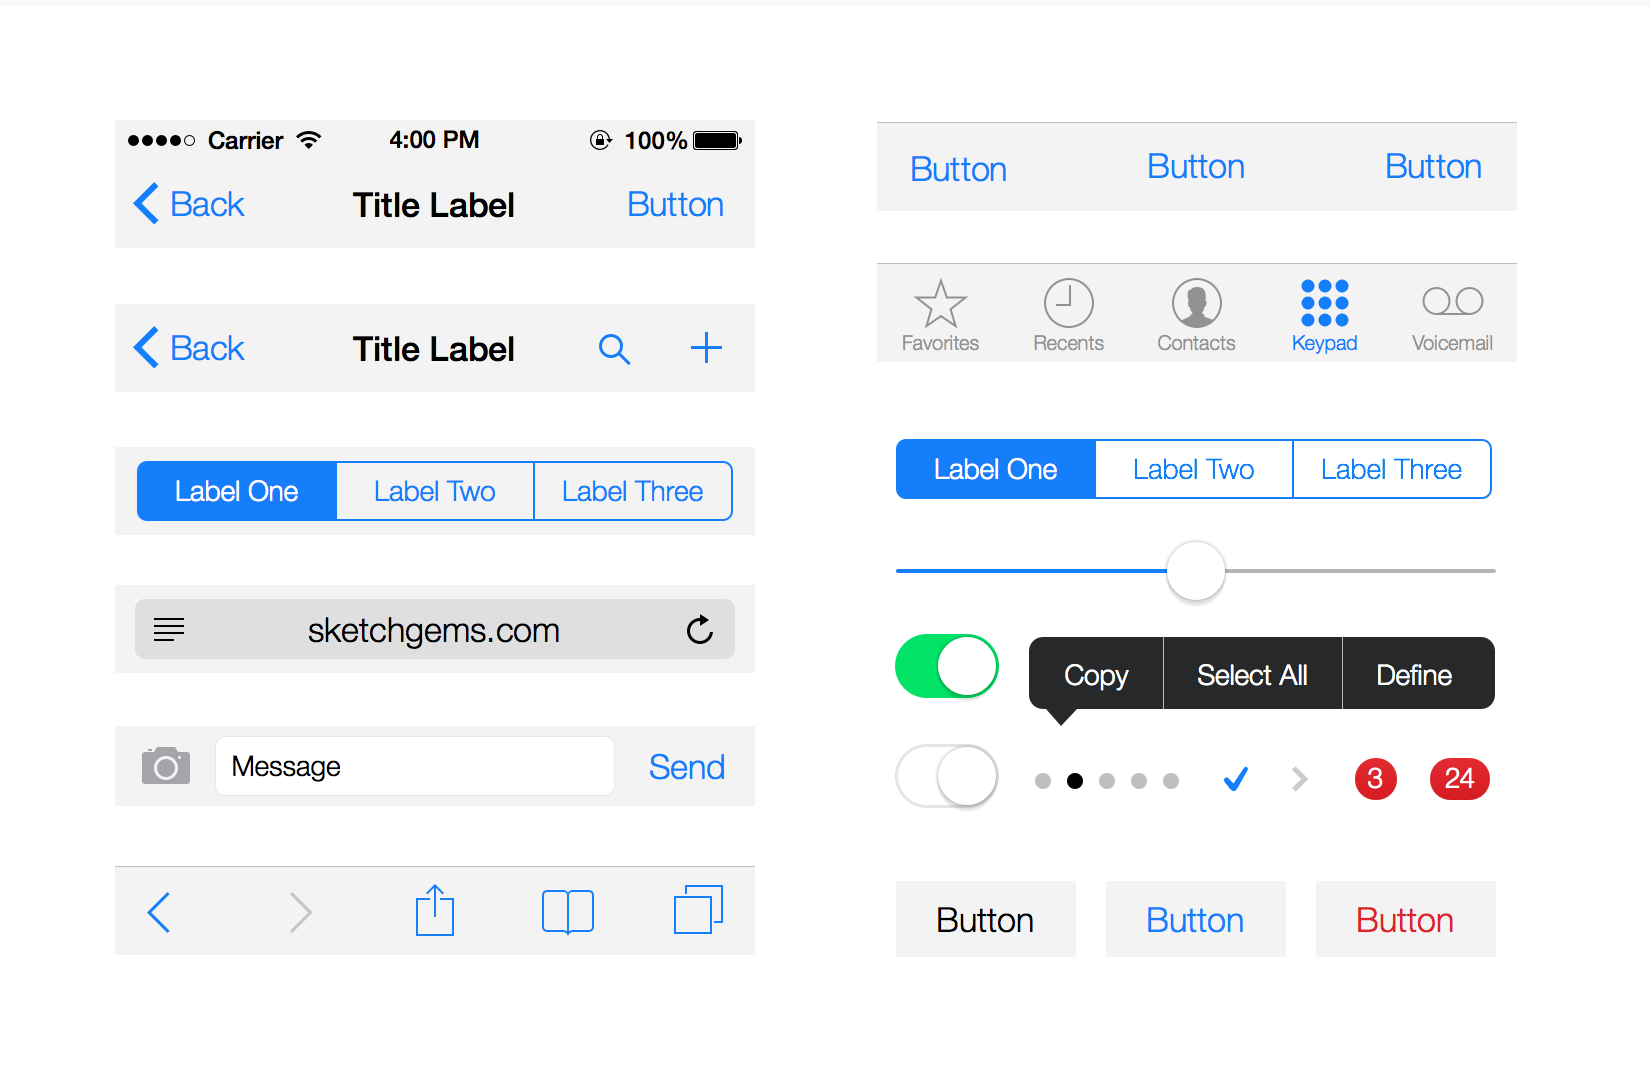 Carrier 4:00 PM 100%
Back Title Label Button
Back Title Label
Label One Label Two Label Three
sketchgems.com
Message Send
Button Button Button
Favorites Recents Contacts Keypad Voicemail
Label One Label Two Label Three
Copy Select All Define
3 24
Button Button Button